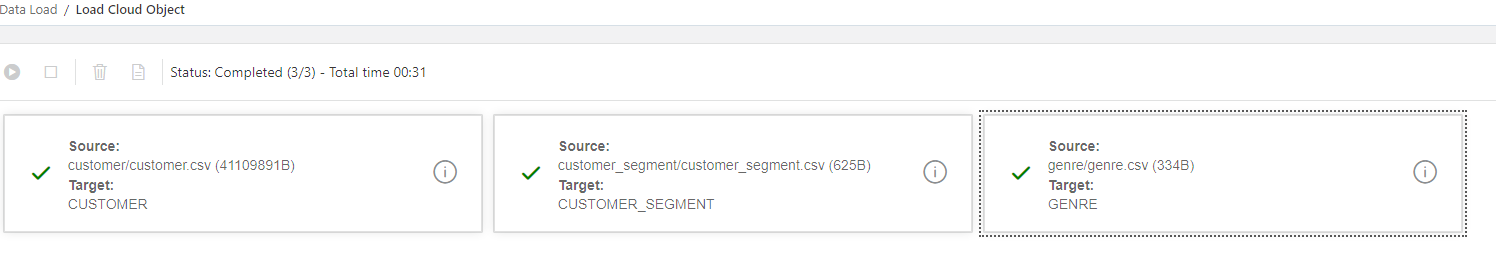 Data Load / Load Cloud Object
Status: Completed (3/3) - Total time 00:31
Source:
customer/customer.csv (41109891B)
Target:
CUSTOMER
Source:
customer_segment/customer_segment.csv (625B)
Target:
CUSTOMER_SEGMENT
Source:
genre/genre.csv (334B)
Target:
GENRE